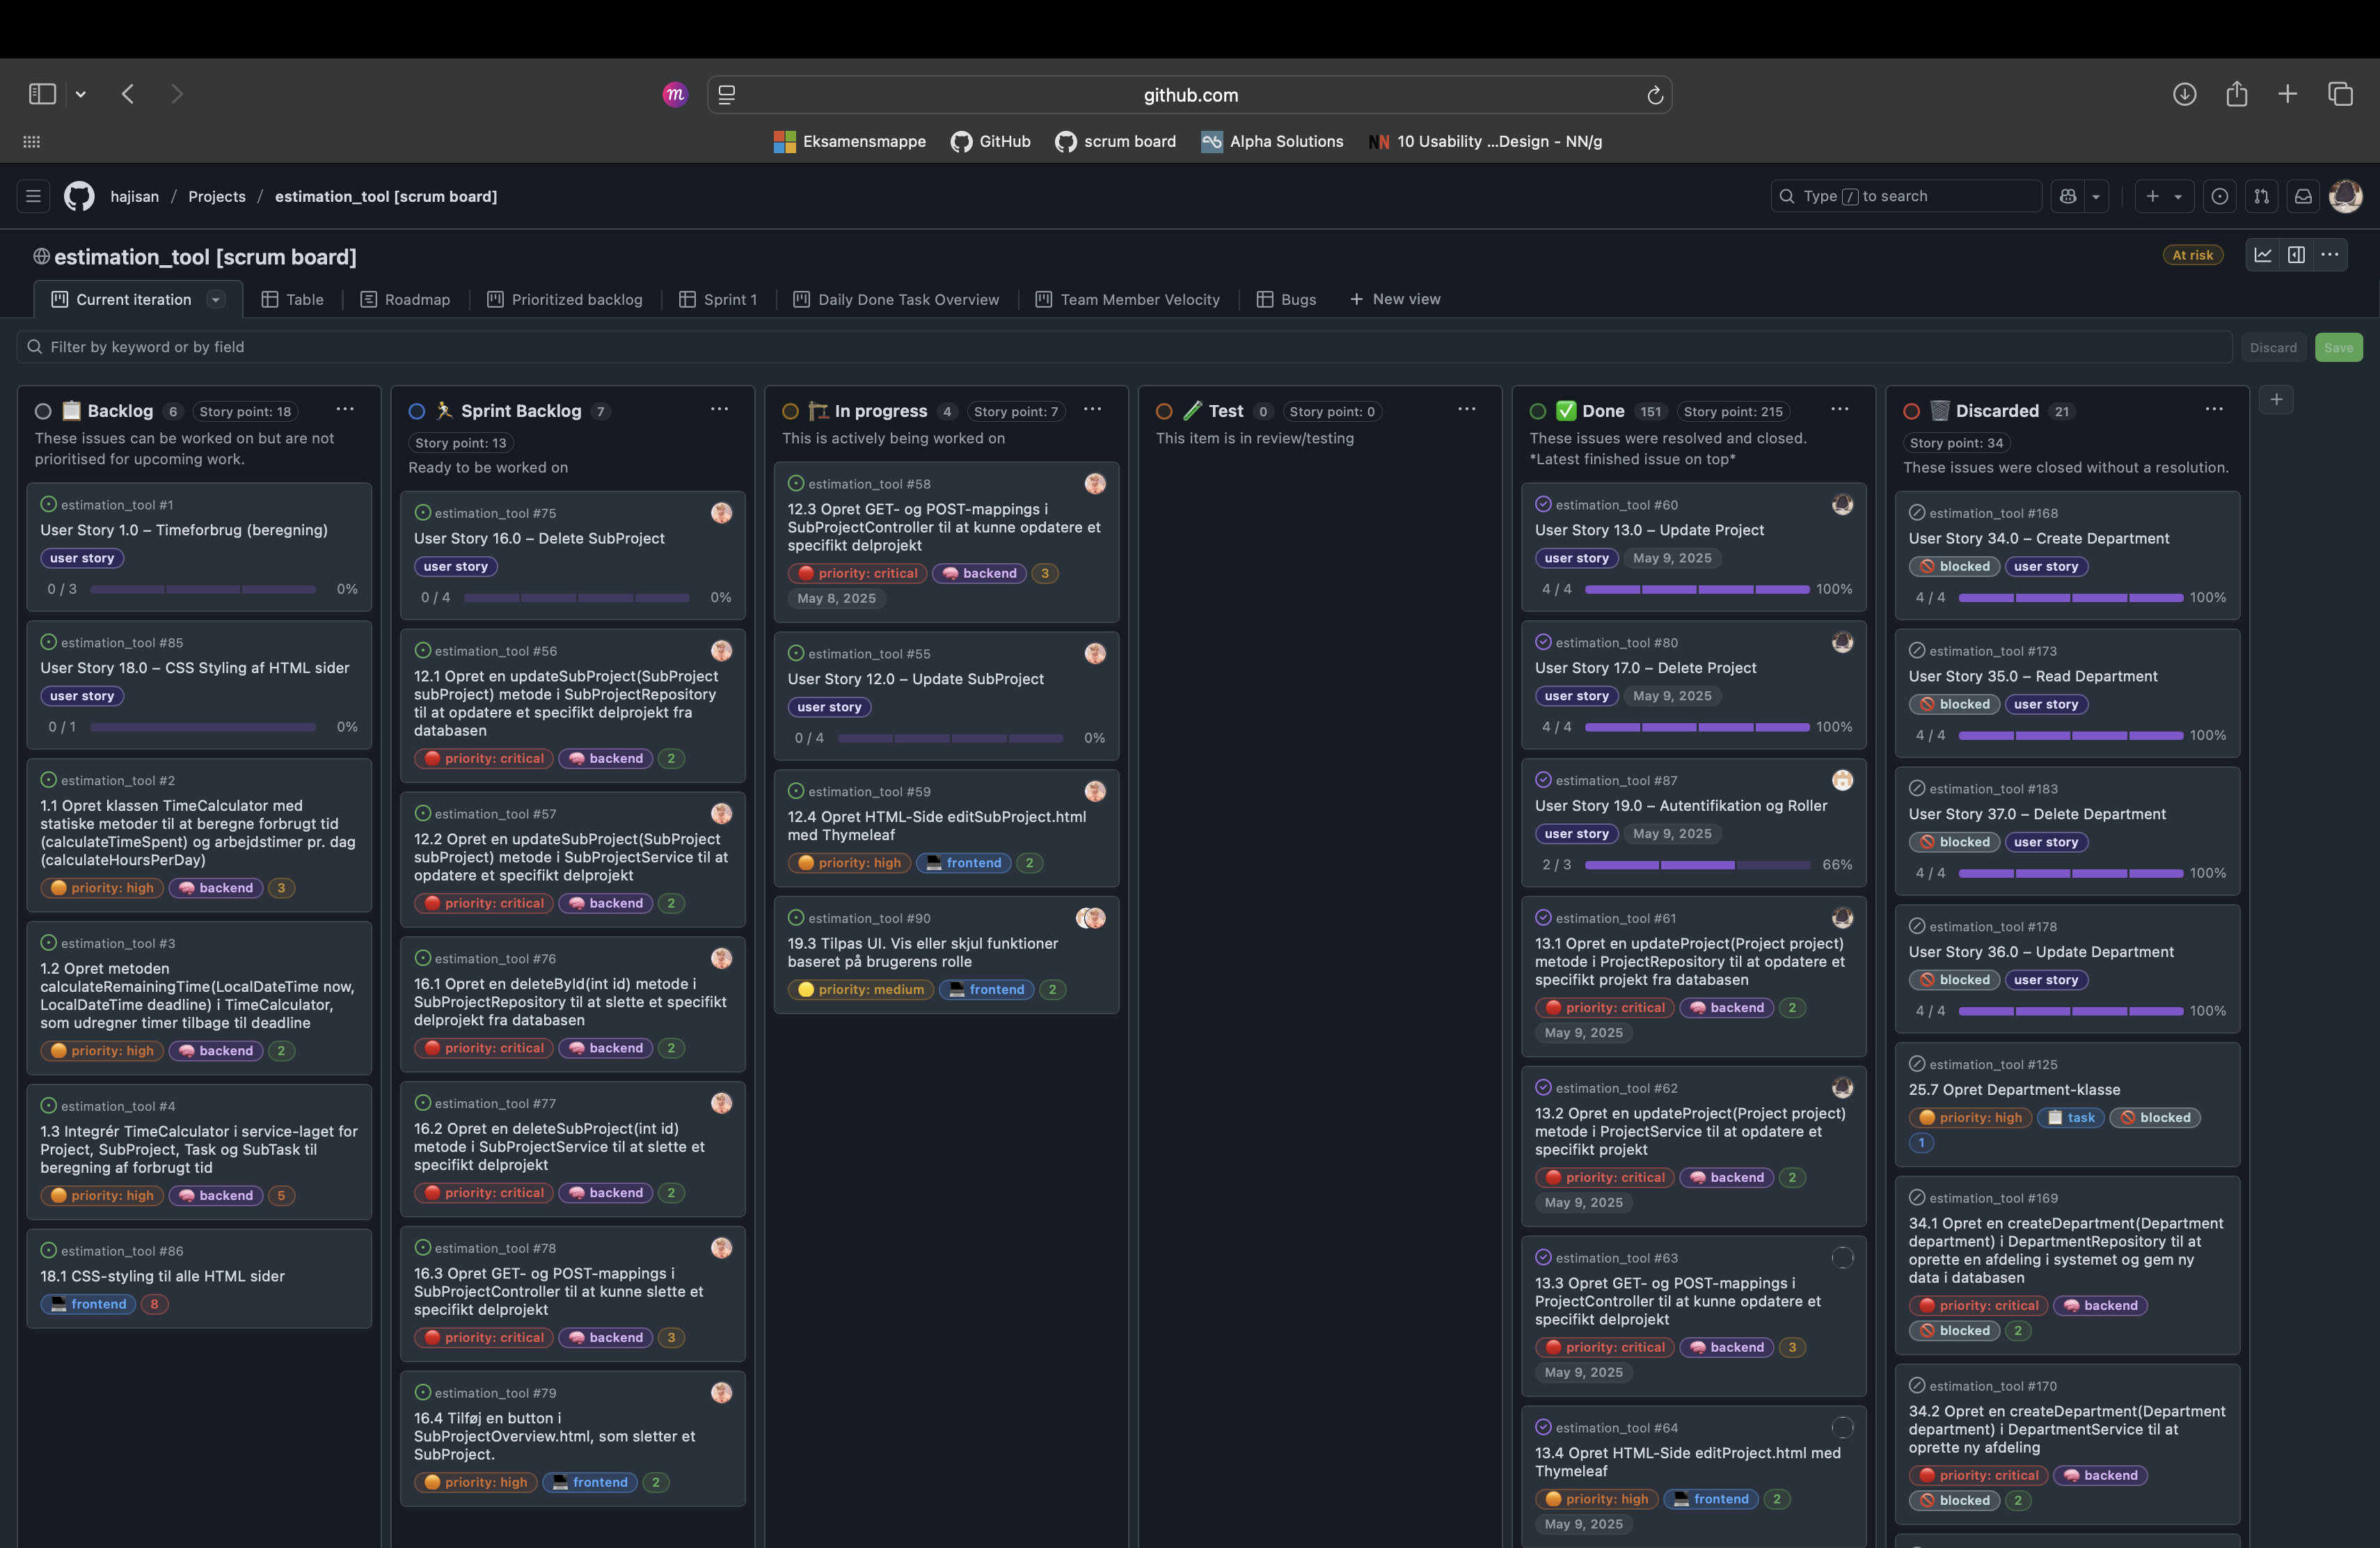 github.com
Eksamensmappe
GitHub
scrum board
Alpha Solutions
10 Usability ...Design - NN/g
hajisan / Projects / estimation_tool [scrum board]
Type / to search
estimation_tool [scrum board]
At risk
Current iteration
Table
Roadmap
Prioritized backlog
Sprint 1
Daily Done Task Overview
Team Member Velocity
Bugs
+ New view
Filter by keyword or by field
Discard
Save
Backlog 6 Story point: 18
These issues can be worked on but are not
prioritised for upcoming work.
estimation_tool #1
User Story 1.0 – Timeforbrug (beregning)
user story
0 / 3 0%
estimation_tool #85
User Story 18.0 – CSS Styling af HTML sider
user story
0 / 1 0%
estimation_tool #2
1.1 Opret klassen TimeCalculator med
statiske metoder til at beregne forbrugt tid
(calculateTimeSpent) og arbejdstimer pr. dag
(calculateHoursPerDay)
priority: high backend 3
estimation_tool #3
1.2 Opret metoden
calculateRemainingTime(LocalDateTime now,
LocalDateTime deadline) i TimeCalculator,
som udregner timer tilbage til deadline
priority: high backend 2
estimation_tool #4
1.3 Integrér TimeCalculator i service-laget for
Project, SubProject, Task og SubTask til
beregning af forbrugt tid
priority: high backend 5
estimation_tool #86
18.1 CSS-styling til alle HTML sider
frontend 8
Sprint Backlog 7
Story point: 13
Ready to be worked on
estimation_tool #75
User Story 16.0 – Delete SubProject
user story
0 / 4 0%
estimation_tool #56
12.1 Opret en updateSubProject(SubProject
subProject) metode i SubProjectRepository
til at opdatere et specifikt delprojekt fra
databasen
priority: critical backend 2
estimation_tool #57
12.2 Opret en updateSubProject(SubProject
subProject) metode i SubProjectService til at
opdatere et specifikt delprojekt
priority: critical backend 2
estimation_tool #76
16.1 Opret en deleteById(int id) metode i
SubProjectRepository til at slette et specifikt
delprojekt fra databasen
priority: critical backend 2
estimation_tool #77
16.2 Opret en deleteSubProject(int id)
metode i SubProjectService til at slette et
specifikt delprojekt
priority: critical backend 2
estimation_tool #78
16.3 Opret GET- og POST-mappings i
SubProjectController til at kunne slette et
specifikt delprojekt
priority: critical backend 3
estimation_tool #79
16.4 Tilføj en button i
SubProjectOverview.html, som sletter et
SubProject.
priority: high frontend 2
In progress 4 Story point: 7
This is actively being worked on
estimation_tool #58
12.3 Opret GET- og POST-mappings i
SubProjectController til at kunne opdatere et
specifikt delprojekt
priority: critical backend 3
May 8, 2025
estimation_tool #55
User Story 12.0 – Update SubProject
user story
0 / 4 0%
estimation_tool #59
12.4 Opret HTML-Side editSubProject.html
med Thymeleaf
priority: high frontend 2
estimation_tool #90
19.3 Tilpas UI. Vis eller skjul funktioner
baseret på brugerens rolle
priority: medium frontend 2
Test 0 Story point: 0
This item is in review/testing
Done 151 Story point: 215
These issues were resolved and closed.
*Latest finished issue on top*
estimation_tool #60
User Story 13.0 – Update Project
user story May 9, 2025
4 / 4 100%
estimation_tool #80
User Story 17.0 – Delete Project
user story May 9, 2025
4 / 4 100%
estimation_tool #87
User Story 19.0 – Autentifikation og Roller
user story May 9, 2025
2 / 3 66%
estimation_tool #61
13.1 Opret en updateProject(Project project)
metode i ProjectRepository til at opdatere et
specifikt projekt fra databasen
priority: critical backend 2
May 9, 2025
estimation_tool #62
13.2 Opret en updateProject(Project project)
metode i ProjectService til at opdatere et
specifikt projekt
priority: critical backend 2
May 9, 2025
estimation_tool #63
13.3 Opret GET- og POST-mappings i
ProjectController til at kunne opdatere et
specifikt delprojekt
priority: critical backend 3
May 9, 2025
estimation_tool #64
13.4 Opret HTML-Side editProject.html med
Thymeleaf
priority: high frontend 2
May 9, 2025
Discarded 21
Story point: 34
These issues were closed without a resolution.
estimation_tool #168
User Story 34.0 – Create Department
blocked user story
4 / 4 100%
estimation_tool #173
User Story 35.0 – Read Department
blocked user story
4 / 4 100%
estimation_tool #183
User Story 37.0 – Delete Department
blocked user story
4 / 4 100%
estimation_tool #178
User Story 36.0 – Update Department
blocked user story
4 / 4 100%
estimation_tool #125
25.7 Opret Department-klasse
priority: high task blocked
1
estimation_tool #169
34.1 Opret en createDepartment(Department
department) i DepartmentRepository til at
oprette en afdeling i systemet og gem ny
data i databasen
priority: critical backend
blocked 2
estimation_tool #170
34.2 Opret en createDepartment(Department
department) i DepartmentService til at
oprette ny afdeling
priority: critical backend
blocked 2